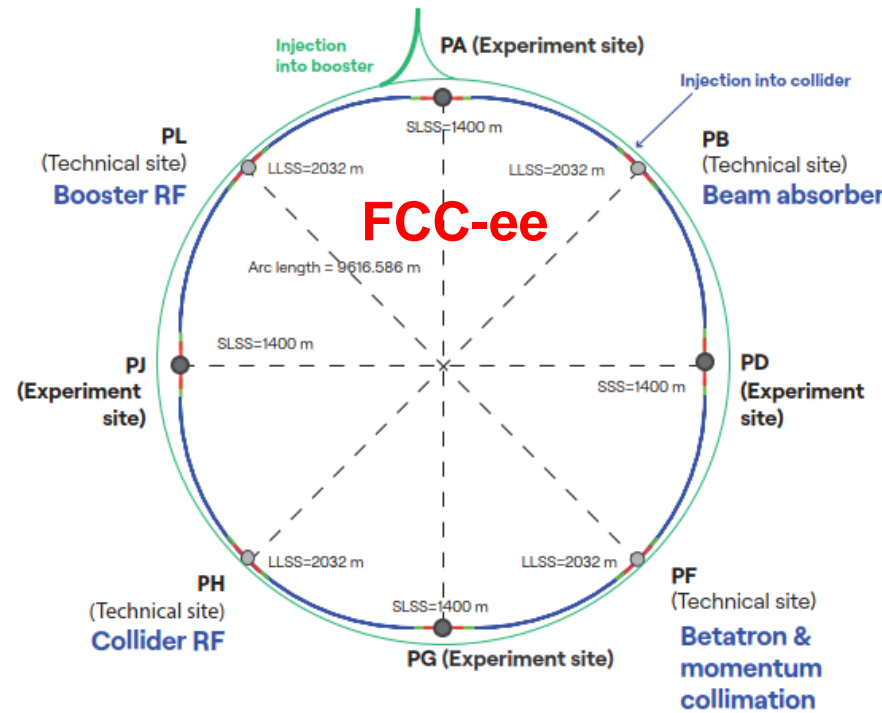 Injection
into booster
PA (Experiment site)
Injection into collider
SLSS=1400 m
PL
(Technical site)
Booster RF
LLSS=2032 m
LLSS=2032 m
PB
(Technical site)
Beam absorber
FCC-ee
Arc length = 9616.586 m
SLSS=1400 m
PJ
(Experiment
site)
SSS=1400 m
PD
(Experiment
site)
LLSS=2032 m
LLSS=2032 m
PH
(Technical site)
Collider RF
SLSS=1400 m
PG (Experiment site)
PF
(Technical site)
Betatron &
momentum
collimation